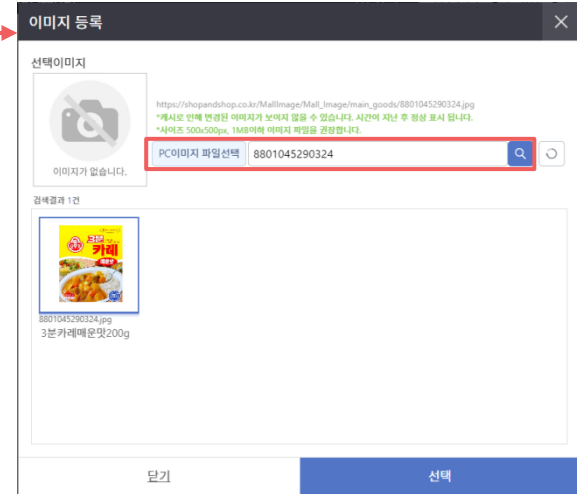 이미지 등록
선택이미지
이미지가 없습니다.
https://shopandshop.co.kr/MallImage/Mall_Image/main_goods/8801045290324.jpg
*캐시로 인해 변경된 이미지가 보이지 않을 수 있습니다. 시간이 지난 후 정상 표시 됩니다.
*사이즈 500x500px, 1MB이하 이미지 파일을 권장합니다.
PC이미지 파일선택 8801045290324
검색결과 1건
3분
카레
매운맛
8801045290324.jpg
3분카레매운맛200g
닫기 선택